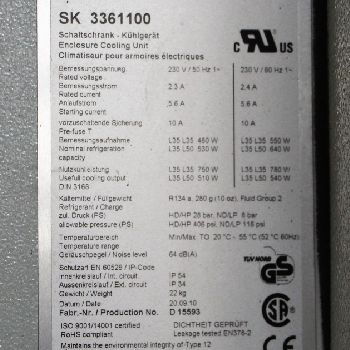 SK 3361100
Schaltschrank - Kühlgerät
Enclosure Cooling Unit
Climatiseur pour armoires électriques
c UR US
Bemessungsspannung 230 V / 50 Hz 1~ 230 V / 60 Hz 1~
Rated voltage
Bemessungsstrom 2.3 A 2.4 A
Rated current
Anlaufstrom 5.6 A 5.6 A
Starting current
vorzuschaltende Sicherung 10 A 10 A
Pre-fuse T
Bemessungsaufnahme L35 L35 460 W L35 L35 550 W
Nominal refrigeration L35 L50 530 W L35 L50 640 W
capacity
Nutzkühlleistung L35 L35 750 W L35 L35 780 W
Useful cooling output L35 L50 510 W L35 L50 540 W
DIN 3168
Kältemittel / Füllgewicht R134 a, 280 g (10 oz), Fluid Group 2
Refrigerant / Charge
zul. Druck (PS) HD/HP 28 bar, ND/LP 8 bar
allowable pressure (PS) HD/HP 406 psi, ND/LP 116 psi
Temperaturbereich Min/Max. TO 20°C - 55°C (52°C 60Hz)
Temperature range
Geräuschpegel 64 dB(A)
Noise level
TÜV NORD
GS
Schutzart EN 60529 / IP-Code
Innenkreislauf / Int. circuit IP 54
Aussenkreislauf / Ext. circuit IP 34
Gewicht / Weight 22 kg
Datum / Date 20.09.10
Fabr.-Nr. / Production No. D 15593
ISO 9001/14001 DICHTHEIT GEPRÜFT
certified / certifié Leakage tested EN378-2
Maintains the environmental integrity of Type 12